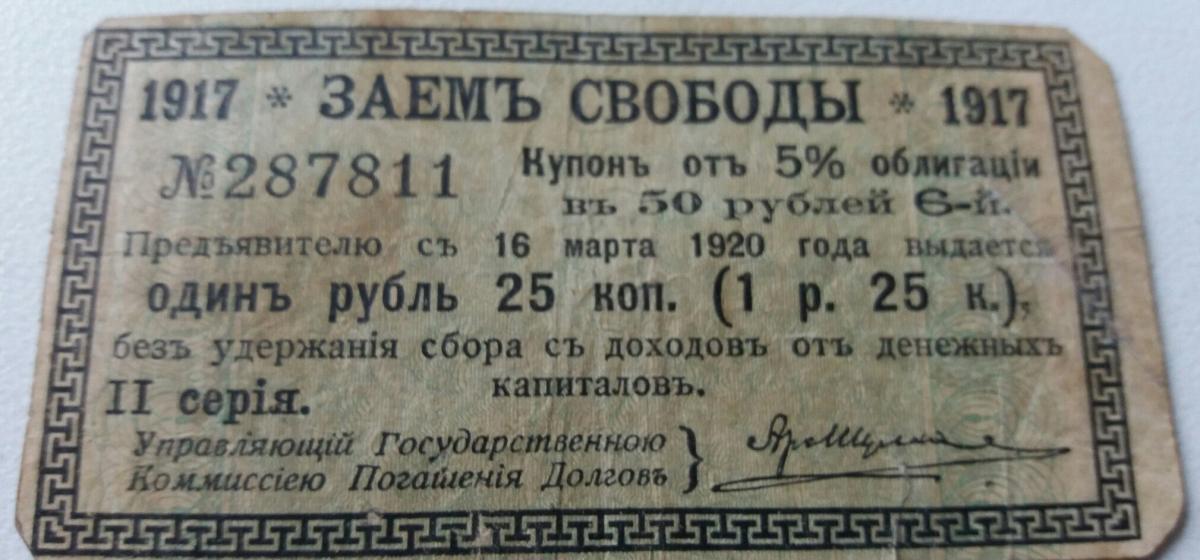 1917 * ЗАЕМЪ СВОБОДЫ * 1917
№287811
Купонъ отъ 5% облигаціи
въ 50 рублей 6-й.
Предъявителю съ 16 марта 1920 года выдается
одинъ рубль 25 коп. (1 р. 25 к.),
безъ удержанія сбора съ доходовъ отъ денежныхъ
капиталовъ.
II серія.
Управляющій Государственною
Коммиссіею Погашенія Долговъ }